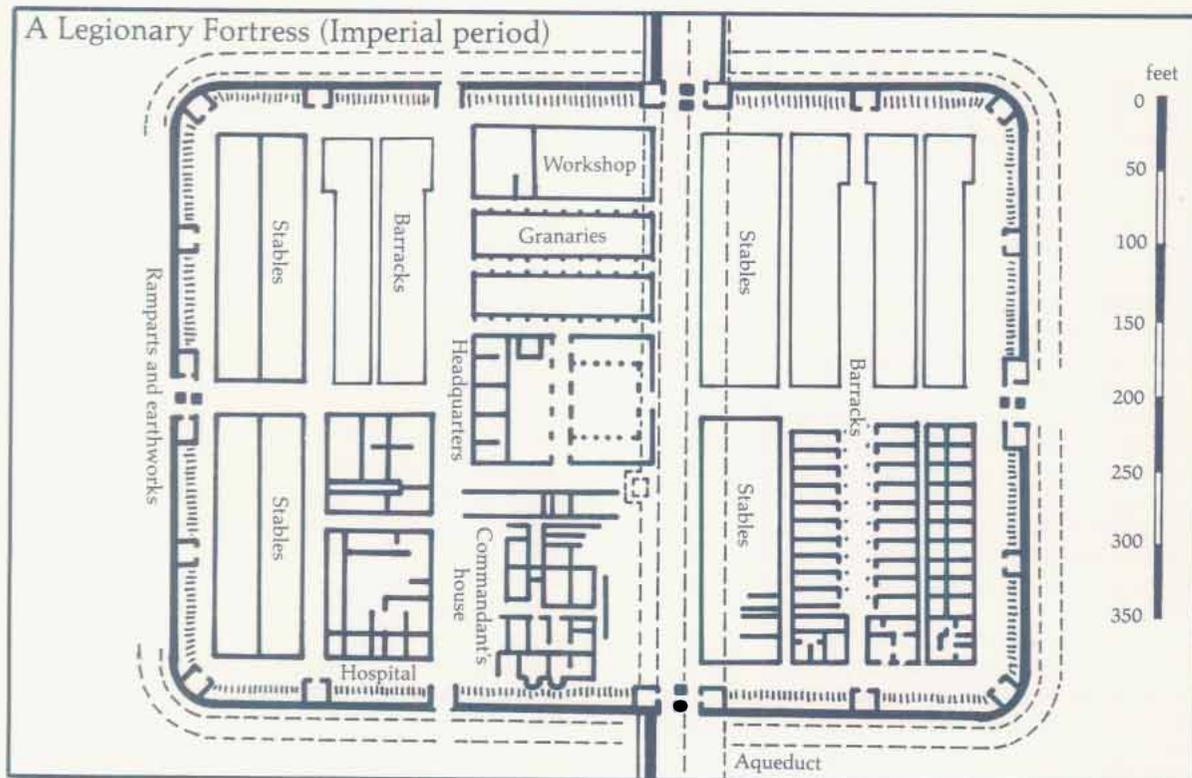 A Legionary Fortress (Imperial period)
feet
0
50
100
150
200
250
300
350
Workshop
Granaries
Stables
Barracks
Stables
Ramparts and earthworks
Headquarters
Barracks
Stables
Commandant's
house
Stables
Hospital
Aqueduct